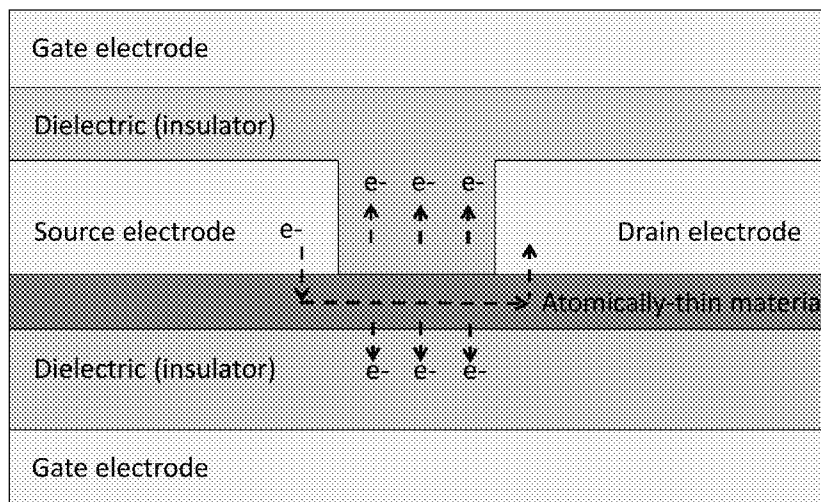 Gate electrode
Dielectric (insulator)
e- e- e-
Source electrode e- Drain electrode
Atomically-thin materia
Dielectric (insulator)
e- e- e-
Gate electrode